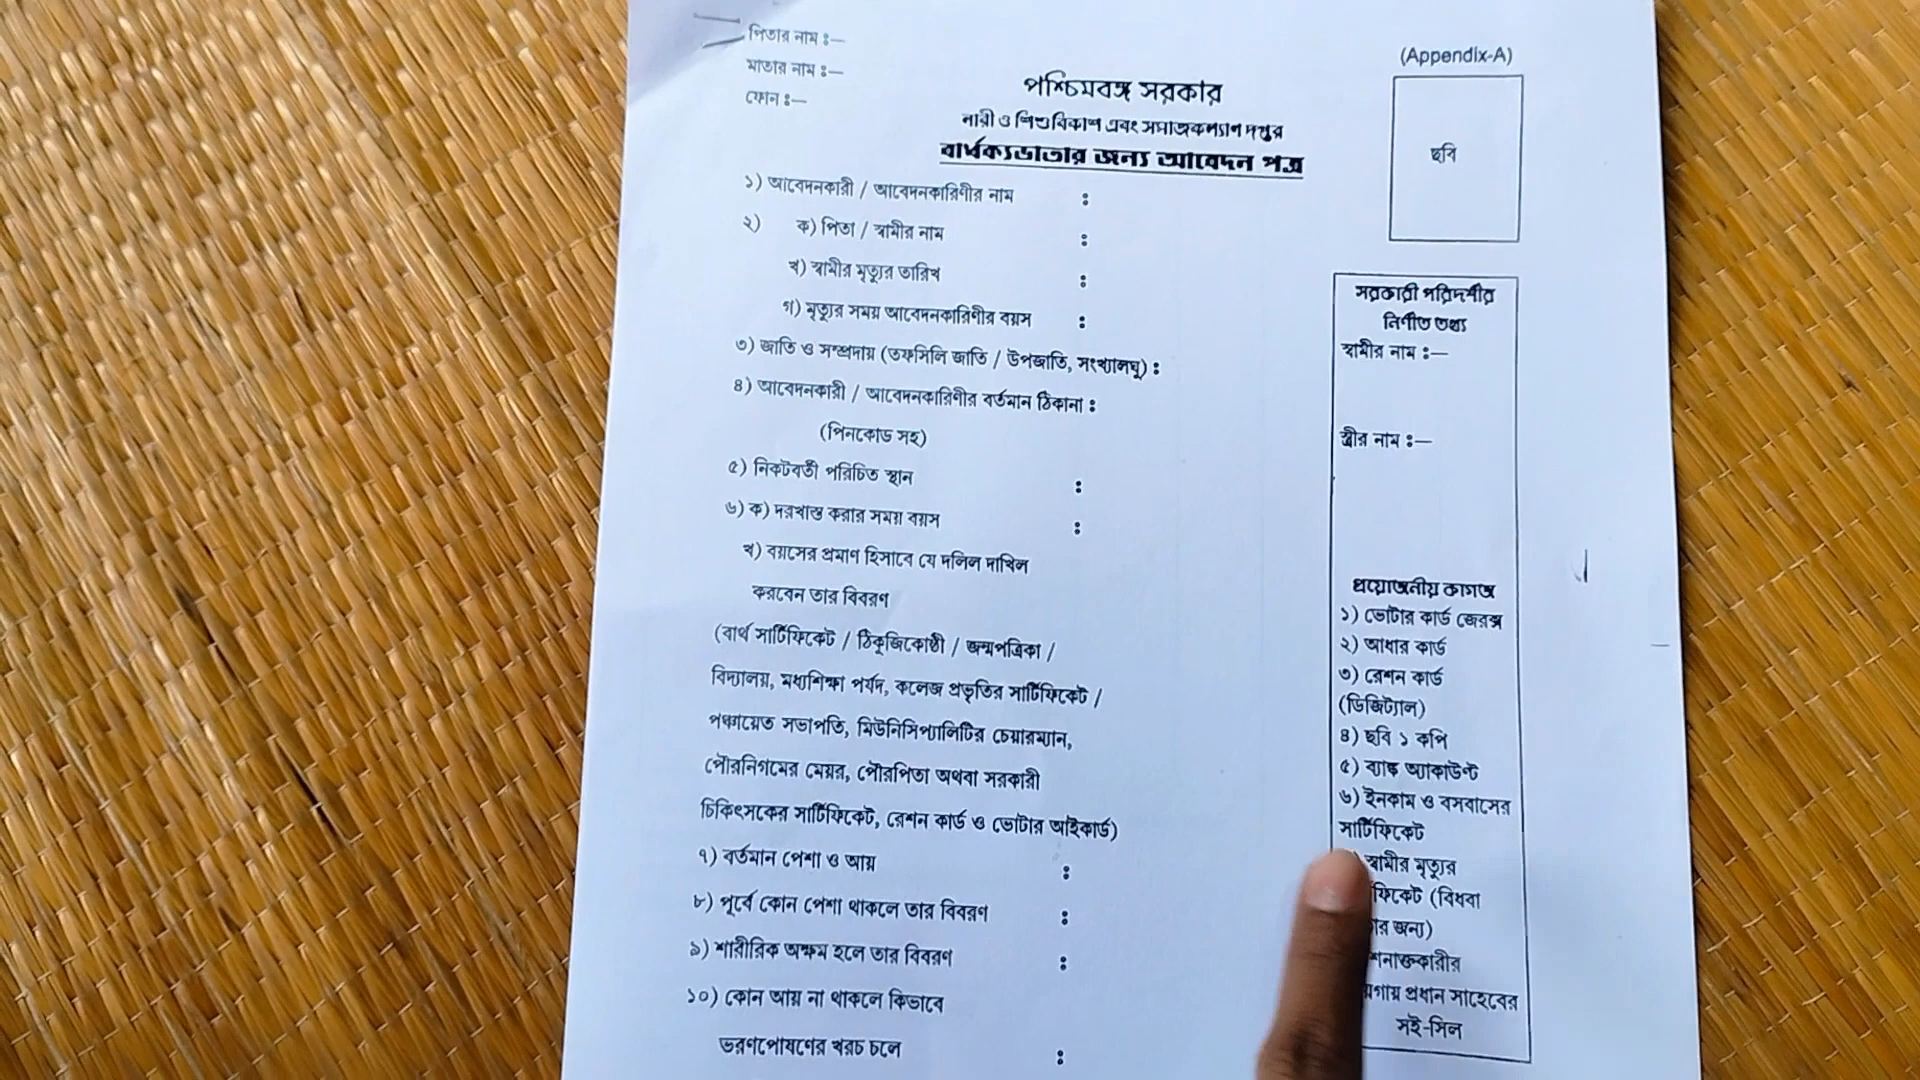 পিতার নাম ঃ—
মাতার নাম ঃ—
ফোন ঃ—
(Appendix-A)
পশ্চিমবঙ্গ সরকার
নারী ও শিশুবিকাশ এবং সমাজকল্যাণ দপ্তর
বার্ধক্যভাতার জন্য আবেদন পত্র
ছবি
১) আবেদনকারী / আবেদনকারিণীর নাম ঃ
২) ক) পিতা / স্বামীর নাম ঃ
খ) স্বামীর মৃত্যুর তারিখ ঃ
গ) মৃত্যুর সময় আবেদনকারিণীর বয়স ঃ
৩) জাতি ও সম্প্রদায় (তফসিলি জাতি / উপজাতি, সংখ্যালঘু) ঃ
৪) আবেদনকারী / আবেদনকারিণীর বর্তমান ঠিকানা ঃ
(পিনকোড সহ)
৫) নিকটবর্তী পরিচিত স্থান ঃ
৬) ক) দরখাস্ত করার সময় বয়স ঃ
খ) বয়সের প্রমাণ হিসাবে যে দলিল দাখিল
করবেন তার বিবরণ
(বার্থ সার্টিফিকেট / ঠিকুজিকোষ্ঠী / জন্মপত্রিকা /
বিদ্যালয়, মধ্যশিক্ষা পর্যদ, কলেজ প্রভৃতির সার্টিফিকেট /
পঞ্চায়েত সভাপতি, মিউনিসিপ্যালিটির চেয়ারম্যান,
পৌরনিগমের মেয়র, পৌরপিতা অথবা সরকারী
চিকিৎসকের সার্টিফিকেট, রেশন কার্ড ও ভোটার আইকার্ড)
৭) বর্তমান পেশা ও আয় ঃ
৮) পূর্বে কোন পেশা থাকলে তার বিবরণ ঃ
৯) শারীরিক অক্ষম হলে তার বিবরণ ঃ
১০) কোন আয় না থাকলে কিভাবে
ভরণপোষণের খরচ চলে ঃ
সরকারী পরিদর্শীর
নির্ণীত তথ্য
স্বামীর নাম ঃ—
স্ত্রীর নাম ঃ—
প্রয়োজনীয় কাগজ
১) ভোটার কার্ড জেরক্স
২) আধার কার্ড
৩) রেশন কার্ড
(ডিজিট্যাল)
৪) ছবি ১ কপি
৫) ব্যাঙ্ক অ্যাকাউন্ট
৬) ইনকাম ও বসবাসের
সার্টিফিকেট
স্বামীর মৃত্যুর
ফিকেট (বিধবা
র জন্য)
শনাক্তকারীর
প্রধান সাহেবের
সই-সিল